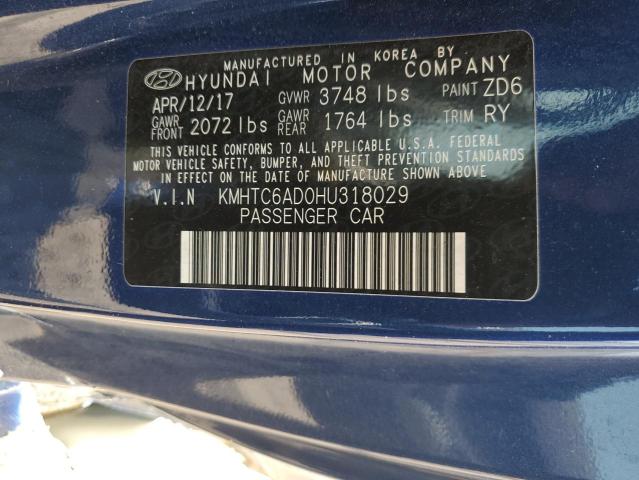 MANUFACTURED IN KOREA BY
HYUNDAI MOTOR COMPANY
APR/12/17 GVWR 3748 lbs PAINT ZD6
GAWR FRONT 2072 lbs GAWR REAR 1764 lbs TRIM RY
THIS VEHICLE CONFORMS TO ALL APPLICABLE U.S.A. FEDERAL
MOTOR VEHICLE SAFETY, BUMPER, AND THEFT PREVENTION
STANDARDS IN EFFECT ON THE DATE OF MANUFACTURE SHOWN ABOVE.
V.I.N KMHTC6AD0HU318029
PASSENGER CAR